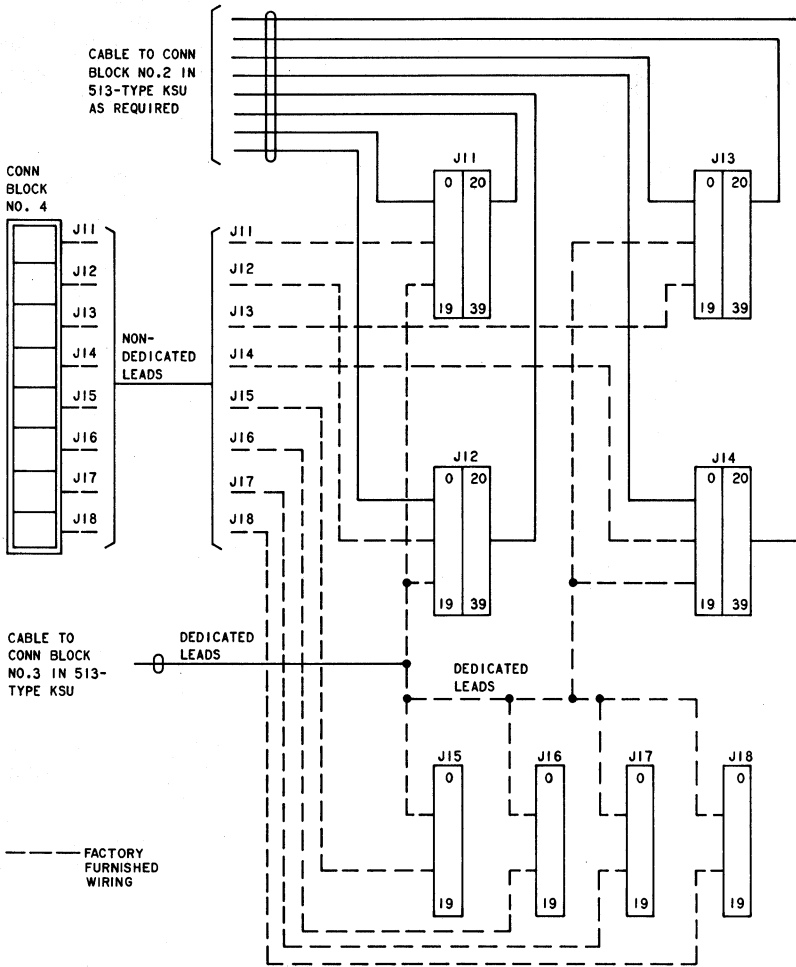 CABLE TO CONN
BLOCK NO.2 IN
513-TYPE KSU
AS REQUIRED
CONN
BLOCK
NO. 4
J11
J12
J13
J14
J15
J16
J17
J18
NON-
DEDICATED
LEADS
J11
J12
J13
J14
J15
J16
J17
J18
J11
0 20
19 39
J13
0 20
19 39
J12
0 20
19 39
J14
0 20
19 39
CABLE TO
CONN BLOCK
NO.3 IN 513-
TYPE KSU
DEDICATED
LEADS
DEDICATED
LEADS
J15
0
19
J16
0
19
J17
0
19
J18
0
19
FACTORY
FURNISHED
WIRING